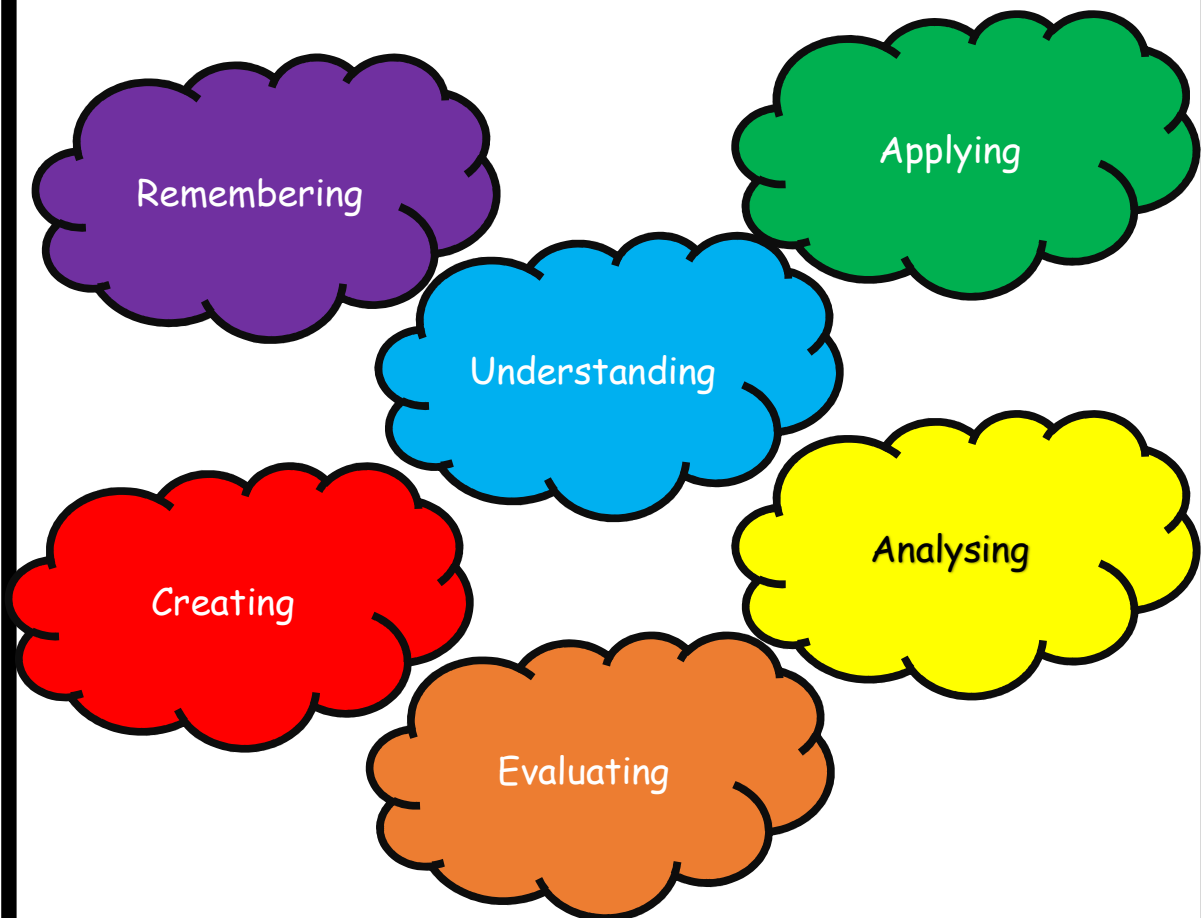 Remembering
Applying
Understanding
Analysing
Creating
Evaluating